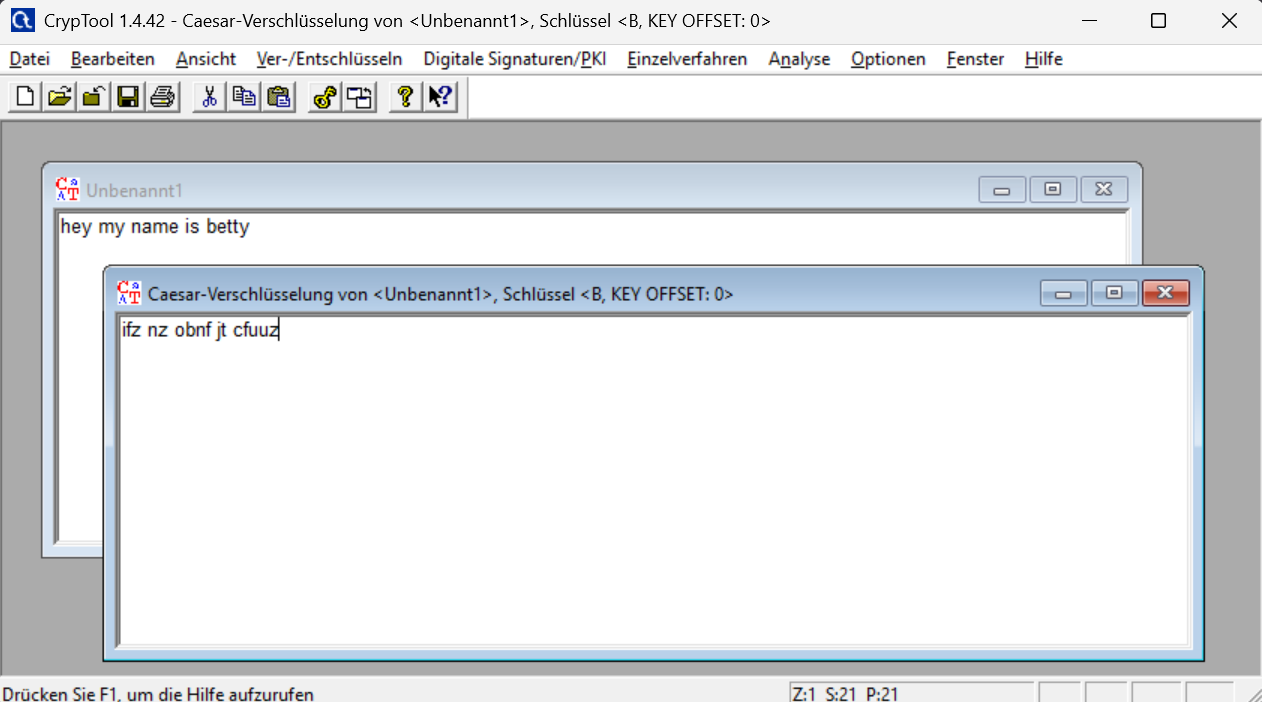 CrypTool 1.4.42 - Caesar-Verschlüsselung von <Unbenannt1>, Schlüssel <B, KEY OFFSET: 0>
Datei Bearbeiten Ansicht Ver-/Entschlüsseln Digitale Signaturen/PKI Einzelverfahren Analyse Optionen Fenster Hilfe
Unbenannt1
hey my name is betty
Caesar-Verschlüsselung von <Unbenannt1>, Schlüssel <B, KEY OFFSET: 0>
ifz nz obnf jt cfuuz
Drücken Sie F1, um die Hilfe aufzurufen Z:1 S:21 P:21